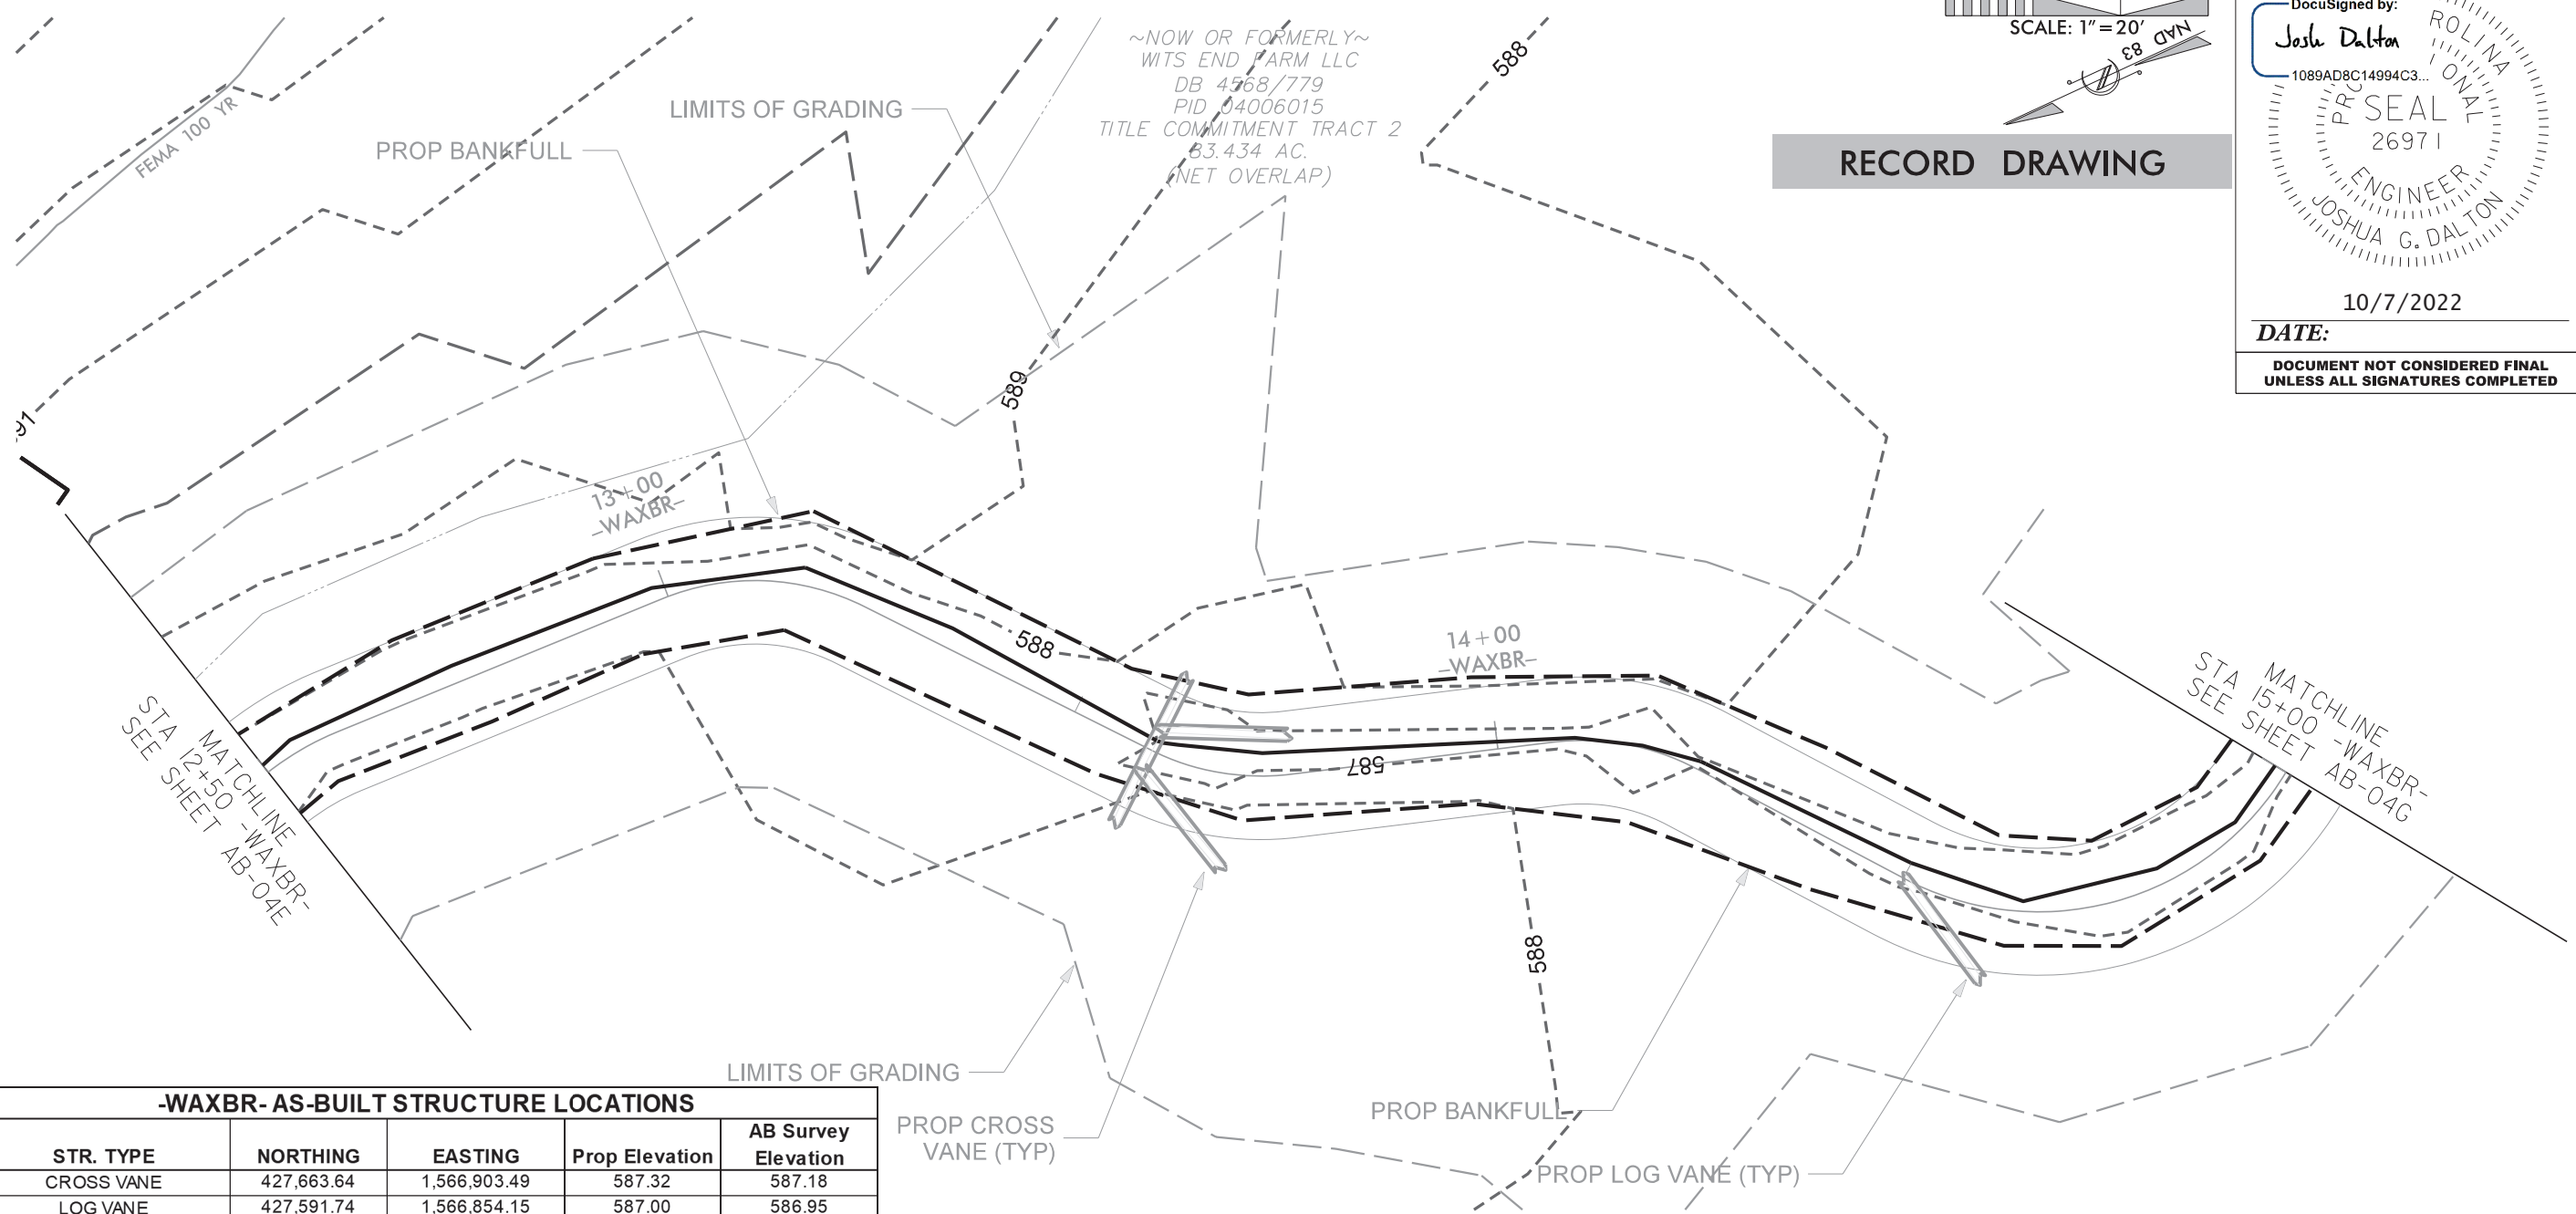 ~NOW OR FORMERLY~
WITS END FARM LLC
DB 4568/779
PID 04006015
TITLE COMMITMENT TRACT 2
83.434 AC.
(NET OVERLAP)
588
SCALE: 1"=20'
NAD 83
RECORD DRAWING
DocuSigned by:
Josh Dalton
1089AD8C14994C3...
SEAL
26971
ENGINEER
JOSHUA G. DALTON
10/7/2022
DATE:
DOCUMENT NOT CONSIDERED FINAL
UNLESS ALL SIGNATURES COMPLETED
FEMA 100 YR
LIMITS OF GRADING
PROP BANKFULL
589
91
13+00
-WAXBR-
588
14+00
-WAXBR-
587
588
MATCHLINE
STA 12+50 -WAXBR-
SEE SHEET AB-04E
MATCHLINE
STA 15+00 -WAXBR-
SEE SHEET AB-04G
LIMITS OF GRADING
PROP CROSS
VANE (TYP)
PROP BANKFULL
PROP LOG VANE (TYP)
-WAXBR- AS-BUILT STRUCTURE LOCATIONS
STR. TYPE NORTHING EASTING Prop Elevation AB Survey Elevation
CROSS VANE 427,663.64 1,566,903.49 587.32 587.18
LOG VANE 427,591.74 1,566,854.15 587.00 586.95